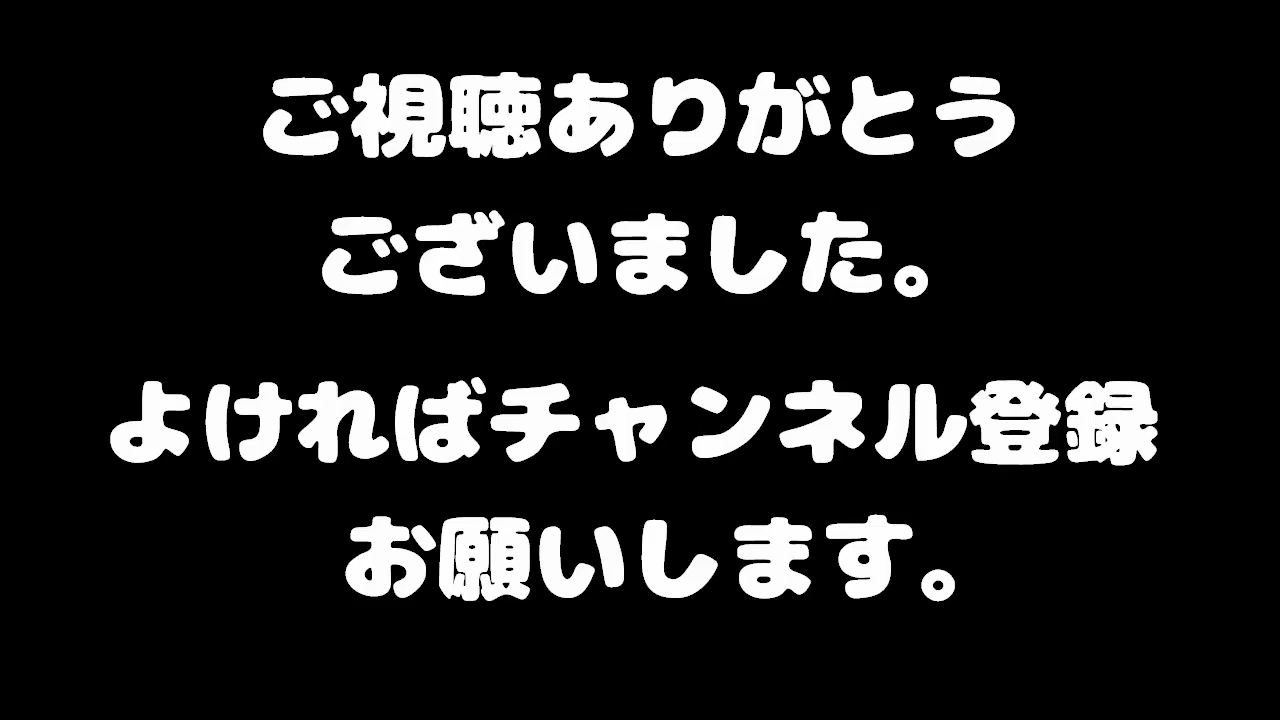 ご視聴ありがとう
ございました。
よければチャンネル登録
お願いします。